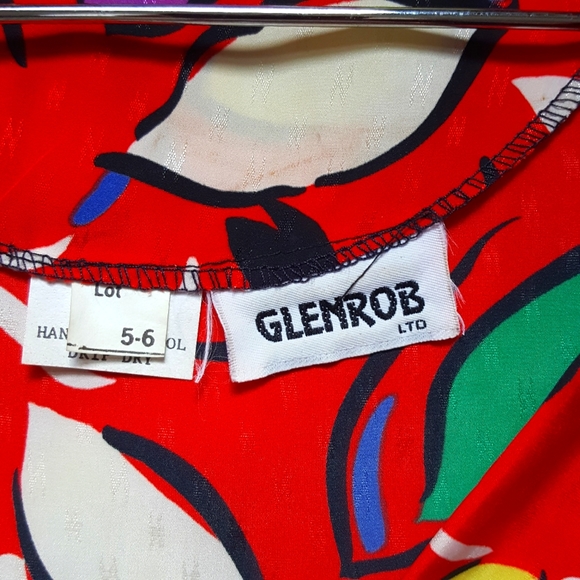 Lot
5-6
HAN OL
DRIP DRY
GLENROB
LTD